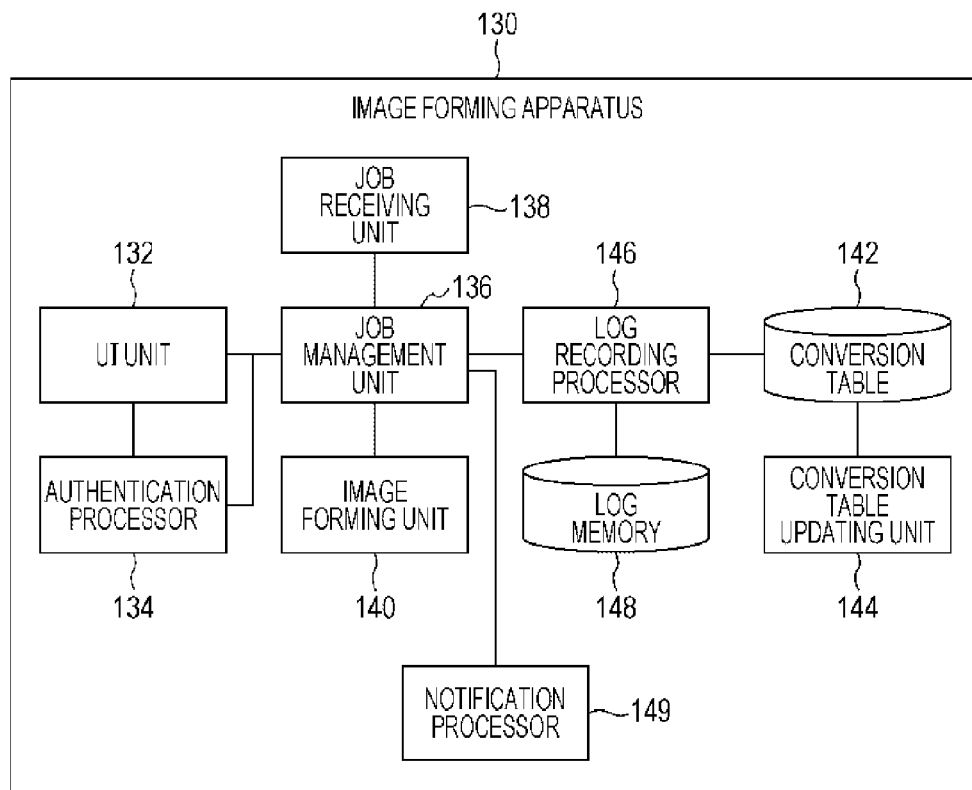 130
IMAGE FORMING APPARATUS
JOB
RECEIVING
UNIT
138
132
136
146
142
UI UNIT
JOB
MANAGEMENT
UNIT
LOG
RECORDING
PROCESSOR
CONVERSION
TABLE
AUTHENTICATION
PROCESSOR
IMAGE
FORMING UNIT
LOG
MEMORY
CONVERSION
TABLE
UPDATING UNIT
134
140
148
144
NOTIFICATION
PROCESSOR
149